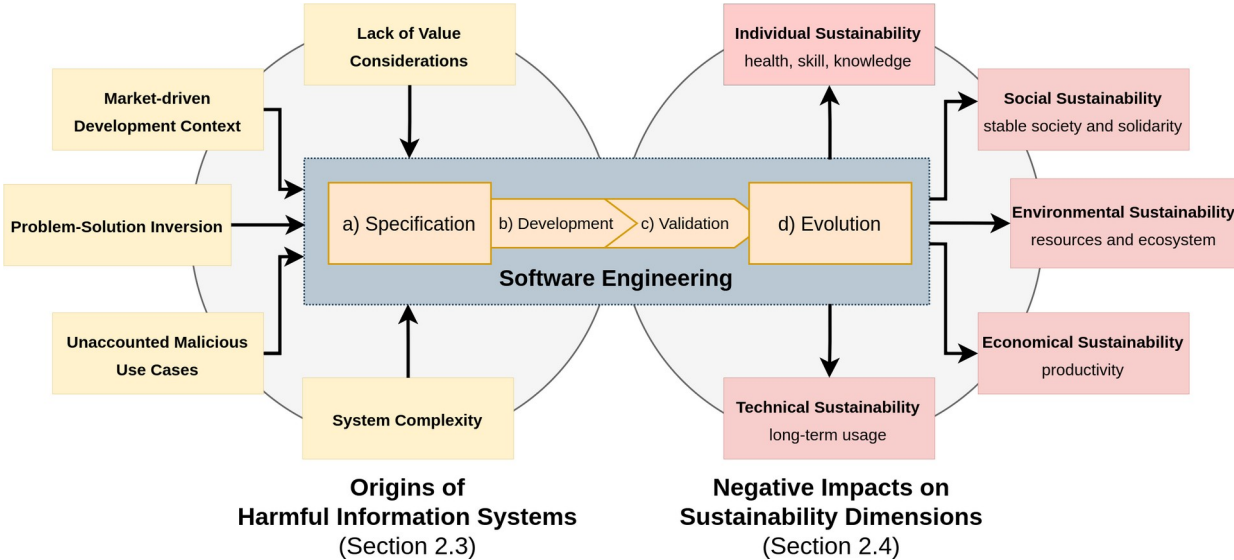 Lack of Value
Considerations
Market-driven
Development Context
Problem-Solution Inversion
Unaccounted Malicious
Use Cases
System Complexity
a) Specification
b) Development
c) Validation
d) Evolution
Software Engineering
Individual Sustainability
health, skill, knowledge
Social Sustainability
stable society and solidarity
Environmental Sustainability
resources and ecosystem
Economical Sustainability
productivity
Technical Sustainability
long-term usage
Origins of
Harmful Information Systems
(Section 2.3)
Negative Impacts on
Sustainability Dimensions
(Section 2.4)